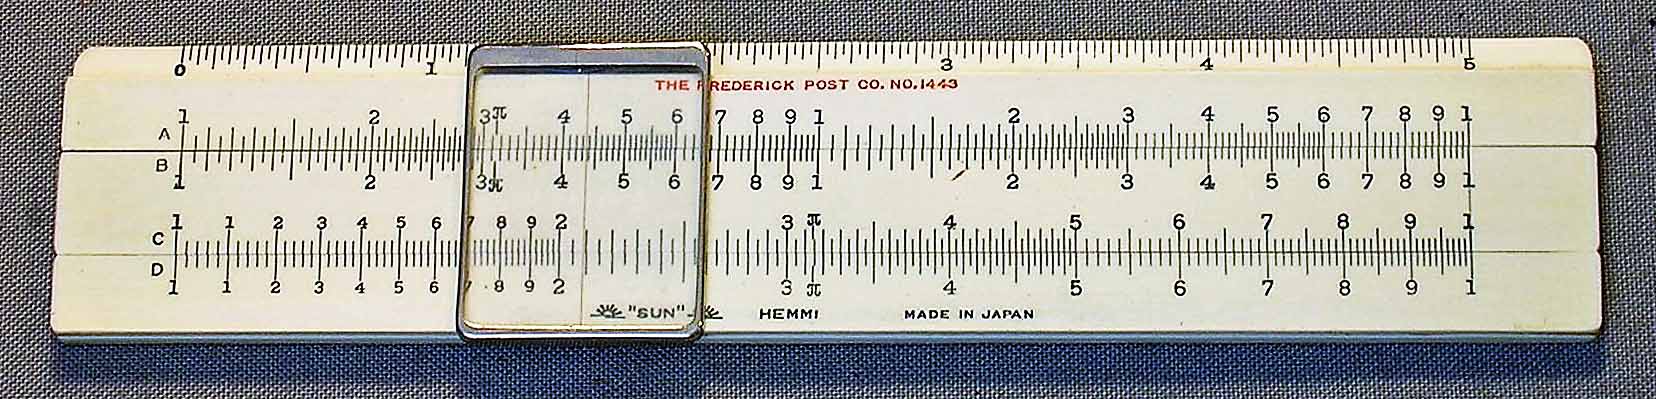 0 1 3 4 5
THE FREDERICK POST CO. NO.1443
1 2 3 π 4 5 6 7 8 9 1 2 3 4 5 6 7 8 9 1
A
B
1 2 3 π 4 5 6 7 8 9 1 2 3 4 5 6 7 8 9 1
1 1 2 3 4 5 6 7 8 9 2 3 π 4 5 6 7 8 9 1
C
D
1 1 2 3 4 5 6 7 8 9 2 3 π 4 5 6 7 8 9 1
"SUN" HEMMI MADE IN JAPAN